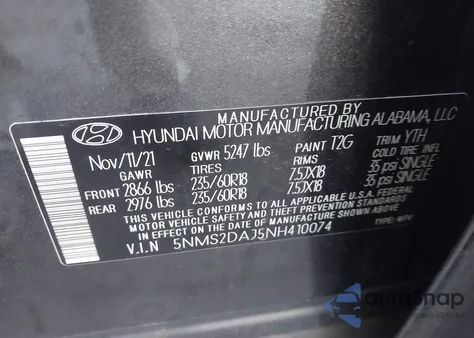 MANUFACTURED BY
HYUNDAI MOTOR MANUFACTURING ALABAMA, LLC
Nov/11/21 GVWR 5247 lbs PAINT T2G TRIM YTH
GAWR TIRES RIMS COLD TIRE INFL
FRONT 2866 lbs 235/60R18 7.5JX18 35 psi SINGLE
REAR 2976 lbs 235/60R18 7.5JX18 35 psi SINGLE
THIS VEHICLE CONFORMS TO ALL APPLICABLE FEDERAL
MOTOR VEHICLE SAFETY AND THEFT PREVENTION STANDARDS
IN EFFECT ON THE DATE OF MANUFACTURE SHOWN ABOVE.
V.I.N 5NMS2DAJ5NH410074 TYPE: MPV
AutoSnap